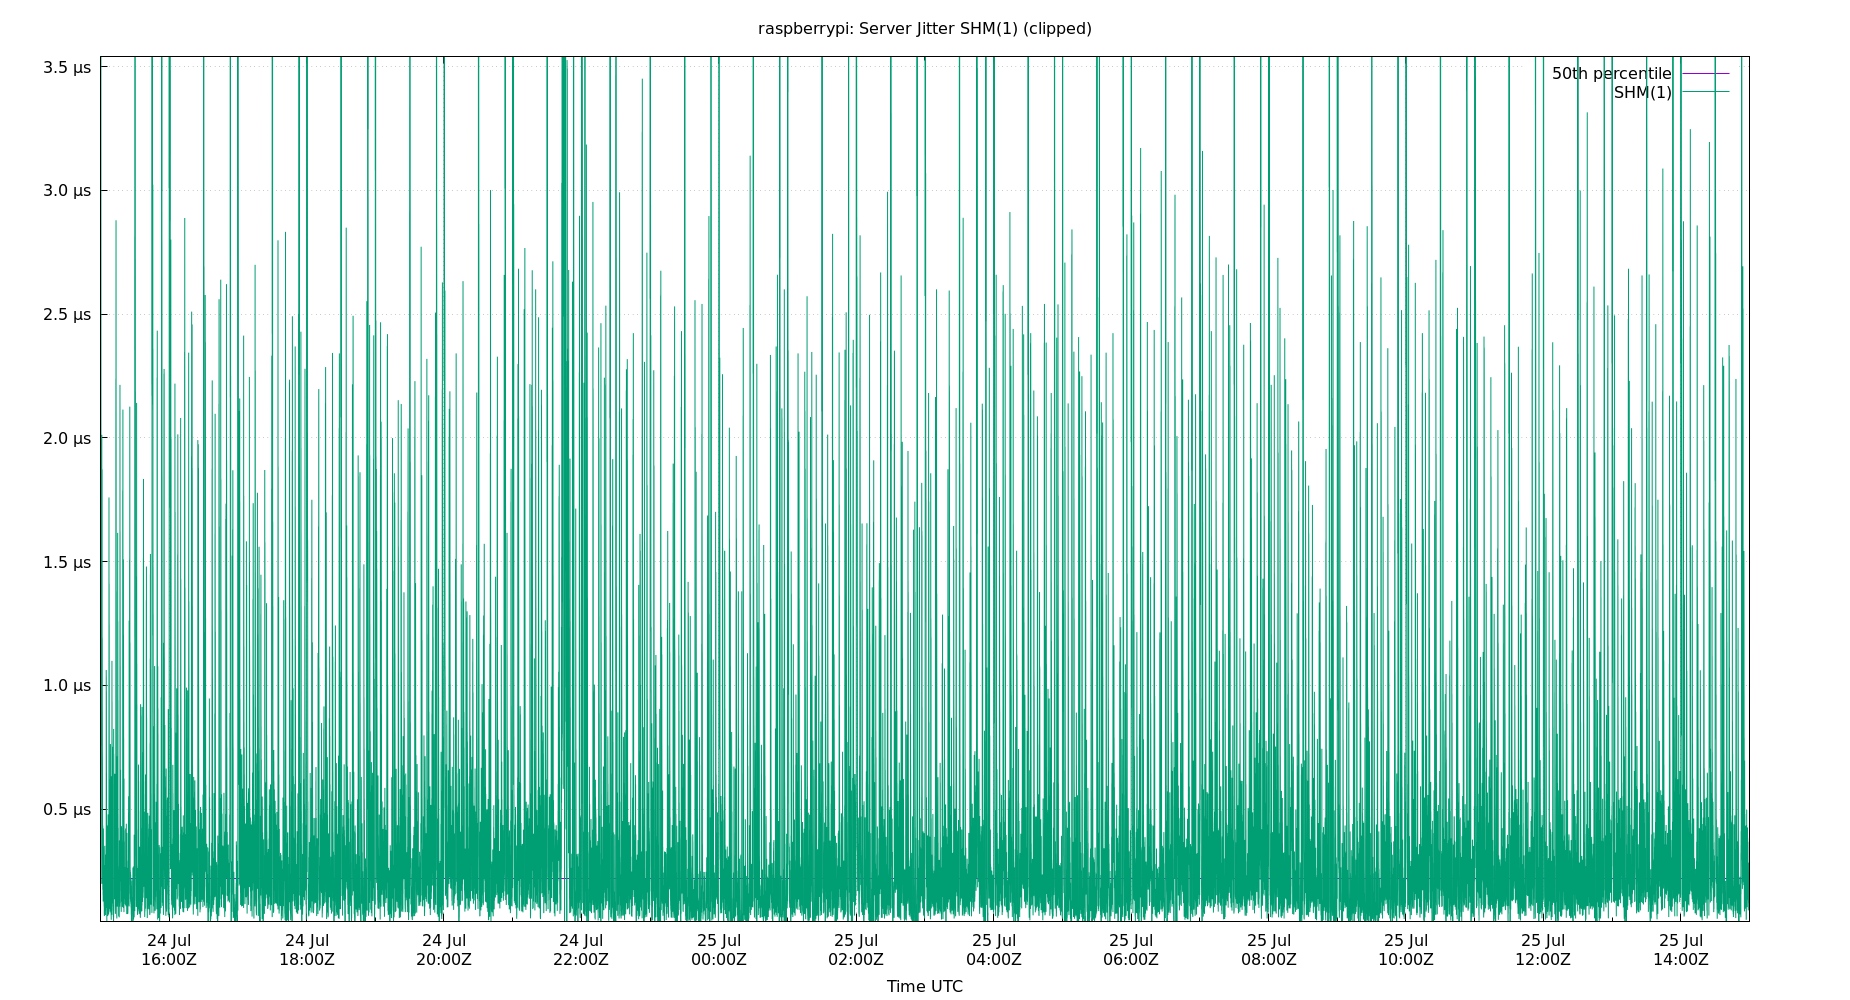 raspberrypi: Server Jitter SHM(1) (clipped)
3.5 µs
3.0 µs
2.5 µs
2.0 µs
1.5 µs
1.0 µs
0.5 µs
50th percentile
SHM(1)
24 Jul 24 Jul 24 Jul 24 Jul 25 Jul 25 Jul 25 Jul 25 Jul 25 Jul 25 Jul 25 Jul 25 Jul
16:00Z 18:00Z 20:00Z 22:00Z 00:00Z 02:00Z 04:00Z 06:00Z 08:00Z 10:00Z 12:00Z 14:00Z
Time UTC